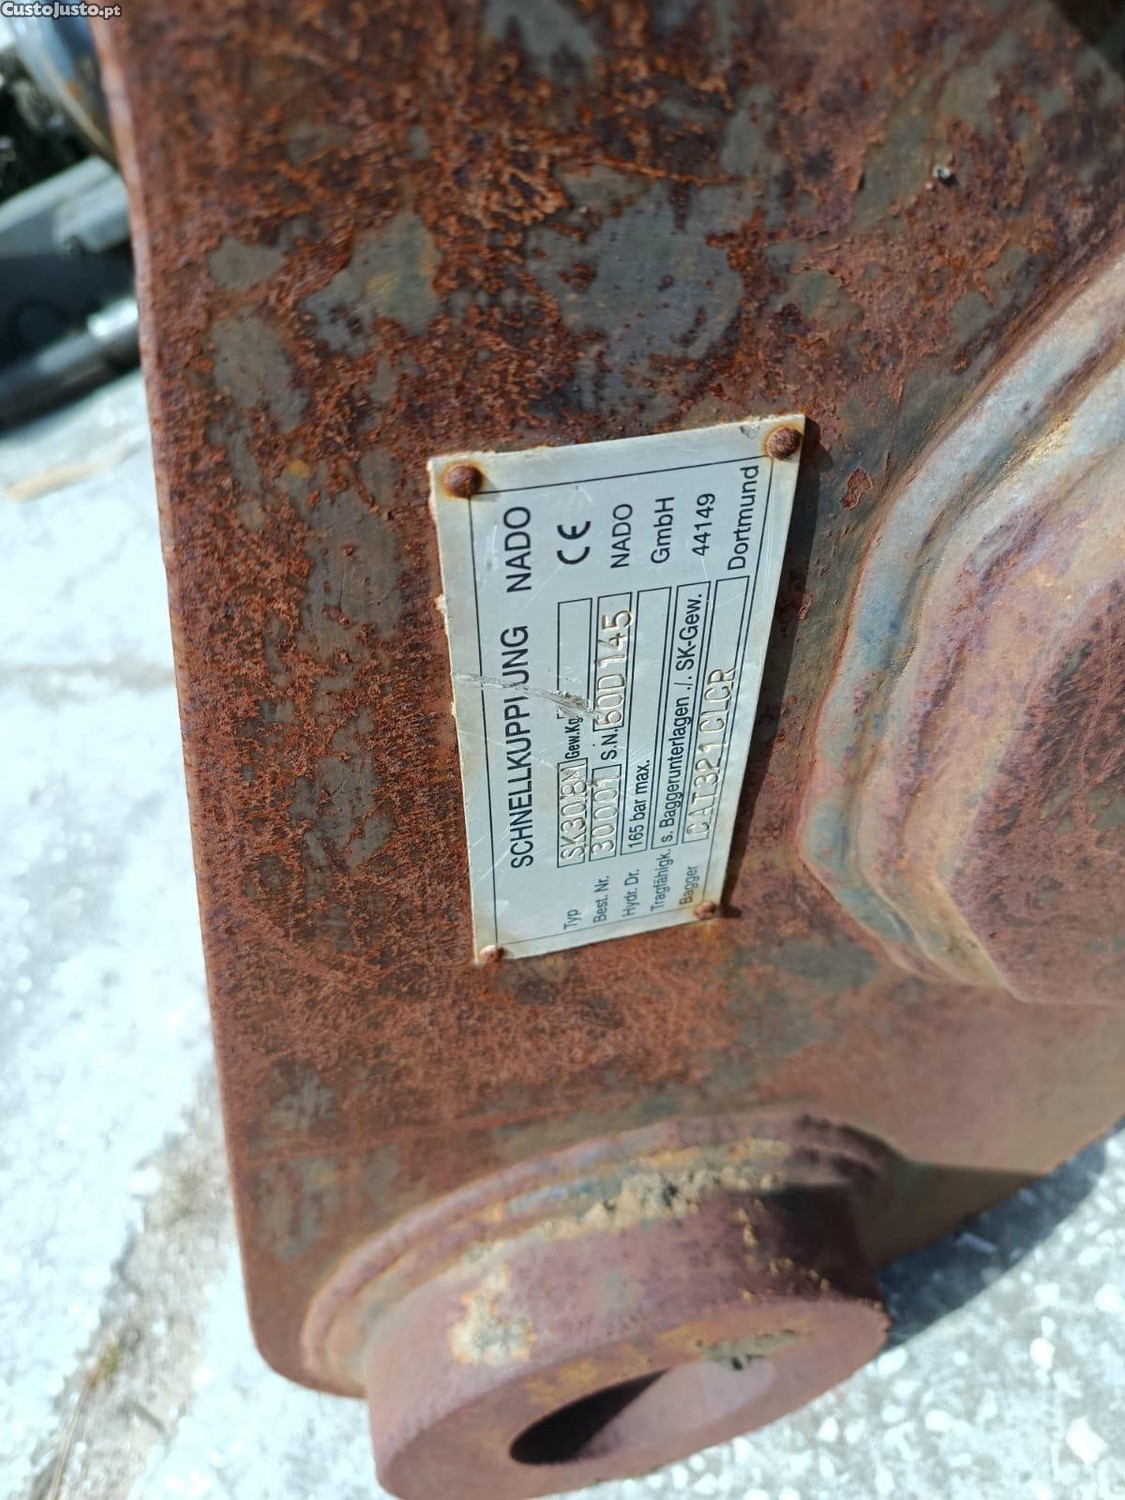 CustoJusto.pt
SCHNELLKUPPLUNG NADO
Typ SK30/8M Gew.Kg. CE
Best. Nr. 30001 S.N. 60D145 NADO
Hydr. Dr. 165 bar max. GmbH
Tragfähigk. s. Baggerunterlagen ./. SK-Gew. 44149
Bagger CAT321CLCR Dortmund